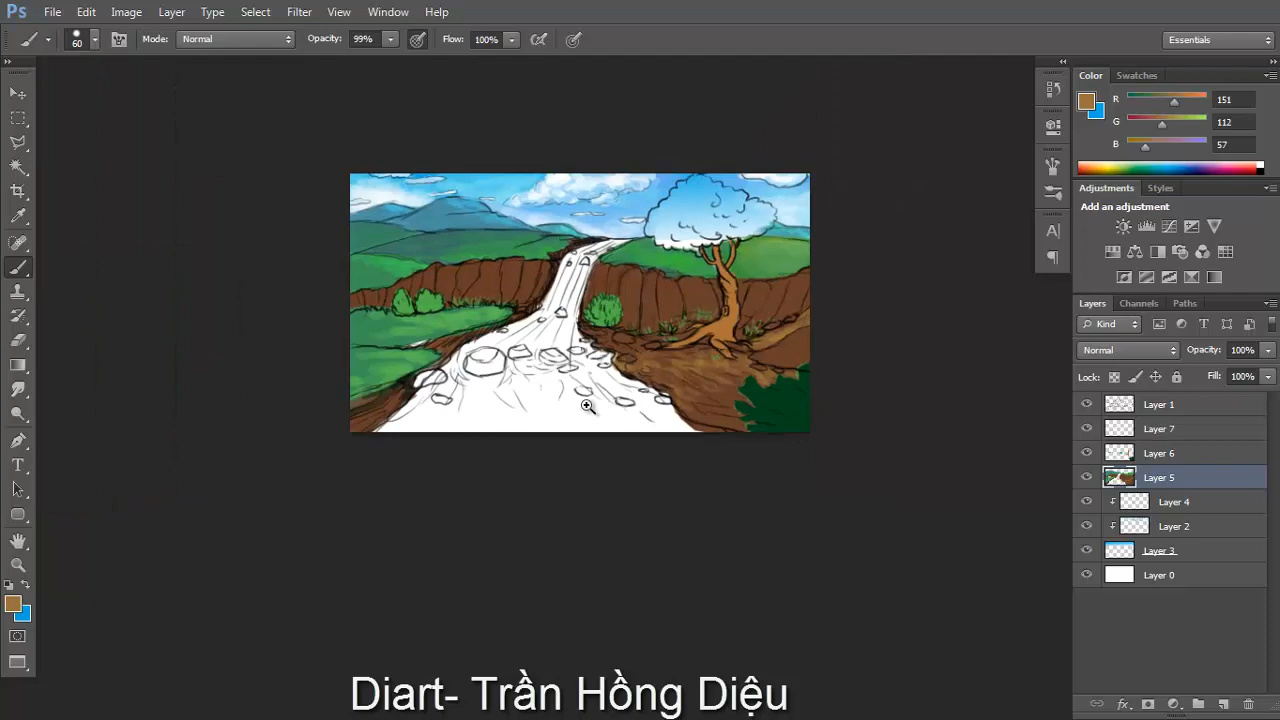 Ps File Edit Image Layer Type Select Filter View Window Help
60 Mode: Normal Opacity: 99% Flow: 100% Essentials
Color Swatches
R 151
G 112
B 57
Adjustments Styles
Add an adjustment
Layers Channels Paths
Kind
Normal Opacity: 100%
Lock: Fill: 100%
Layer 1
Layer 7
Layer 6
Layer 5
Layer 4
Layer 2
Layer 3
Layer 0
Diart- Trần Hồng Diệu